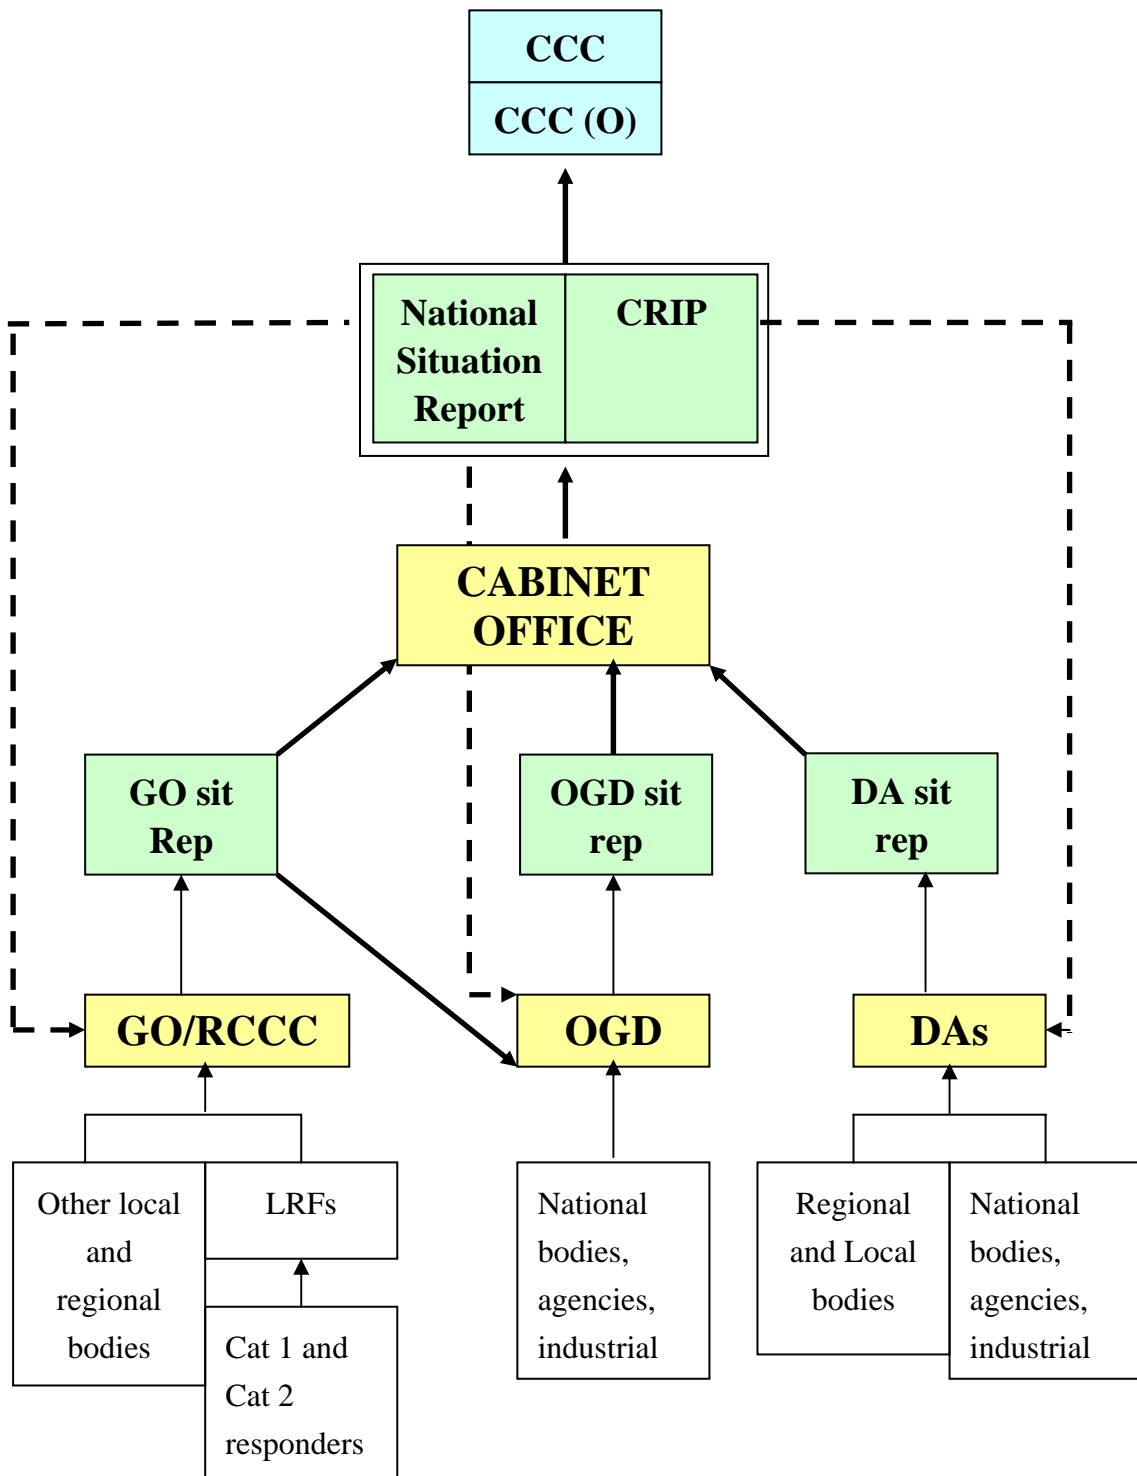 CCC
CCC (O)
National
Situation
Report
CRIP
CABINET
OFFICE
GO sit
Rep
OGD sit
rep
DA sit
rep
GO/RCCC
OGD
DAs
Other local
and
regional
bodies
LRFs
Cat 1 and
Cat 2
responders
National
bodies,
agencies,
industrial
Regional
and Local
bodies
National
bodies,
agencies,
industrial